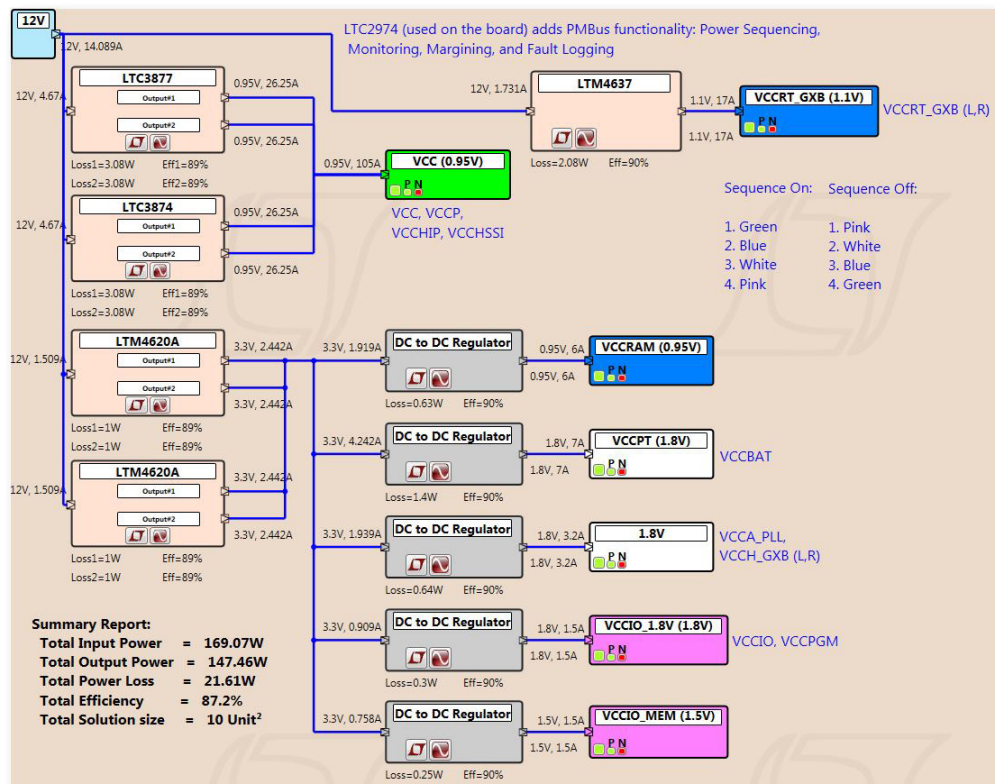 12V
12V, 14.089A
LTC2974 (used on the board) adds PMBus functionality: Power Sequencing,
Monitoring, Margining, and Fault Logging
LTC3877
Output#1
Output#2
12V, 4.67A
0.95V, 26.25A
0.95V, 26.25A
Loss1=3.08W Eff1=89%
Loss2=3.08W Eff2=89%
LTM4637
12V, 1.731A
1.1V, 17A
1.1V, 17A
Loss=2.08W Eff=90%
VCCRT_GXB (1.1V)
P N
VCCRT_GXB (L,R)
0.95V, 105A
VCC (0.95V)
P N
VCC, VCCP,
VCCHIP, VCCHSSI
Sequence On: Sequence Off:
1. Green 1. Pink
2. Blue 2. White
3. White 3. Blue
4. Pink 4. Green
LTC3874
Output#1
Output#2
12V, 4.67A
0.95V, 26.25A
0.95V, 26.25A
Loss1=3.08W Eff1=89%
Loss2=3.08W Eff2=89%
LTM4620A
Output#1
Output#2
12V, 1.509A
3.3V, 2.442A
3.3V, 2.442A
Loss1=1W Eff=89%
Loss2=1W Eff=89%
3.3V, 1.919A
DC to DC Regulator
Loss=0.63W Eff=90%
0.95V, 6A
0.95V, 6A
VCCRAM (0.95V)
P N
3.3V, 4.242A
DC to DC Regulator
Loss=1.4W Eff=90%
1.8V, 7A
1.8V, 7A
VCCPT (1.8V)
P N
VCCBAT
LTM4620A
Output#1
Output#2
12V, 1.509A
3.3V, 2.442A
3.3V, 2.442A
Loss1=1W Eff=89%
Loss2=1W Eff=89%
3.3V, 1.939A
DC to DC Regulator
Loss=0.64W Eff=90%
1.8V, 3.2A
1.8V, 3.2A
1.8V
P N
VCCA_PLL,
VCCH_GXB (L,R)
3.3V, 0.909A
DC to DC Regulator
Loss=0.3W Eff=90%
1.8V, 1.5A
1.8V, 1.5A
VCCIO_1.8V (1.8V)
P N
VCCIO, VCCPGM
3.3V, 0.758A
DC to DC Regulator
Loss=0.25W Eff=90%
1.5V, 1.5A
1.5V, 1.5A
VCCIO_MEM (1.5V)
P N
Summary Report:
Total Input Power = 169.07W
Total Output Power = 147.46W
Total Power Loss = 21.61W
Total Efficiency = 87.2%
Total Solution size = 10 Unit²